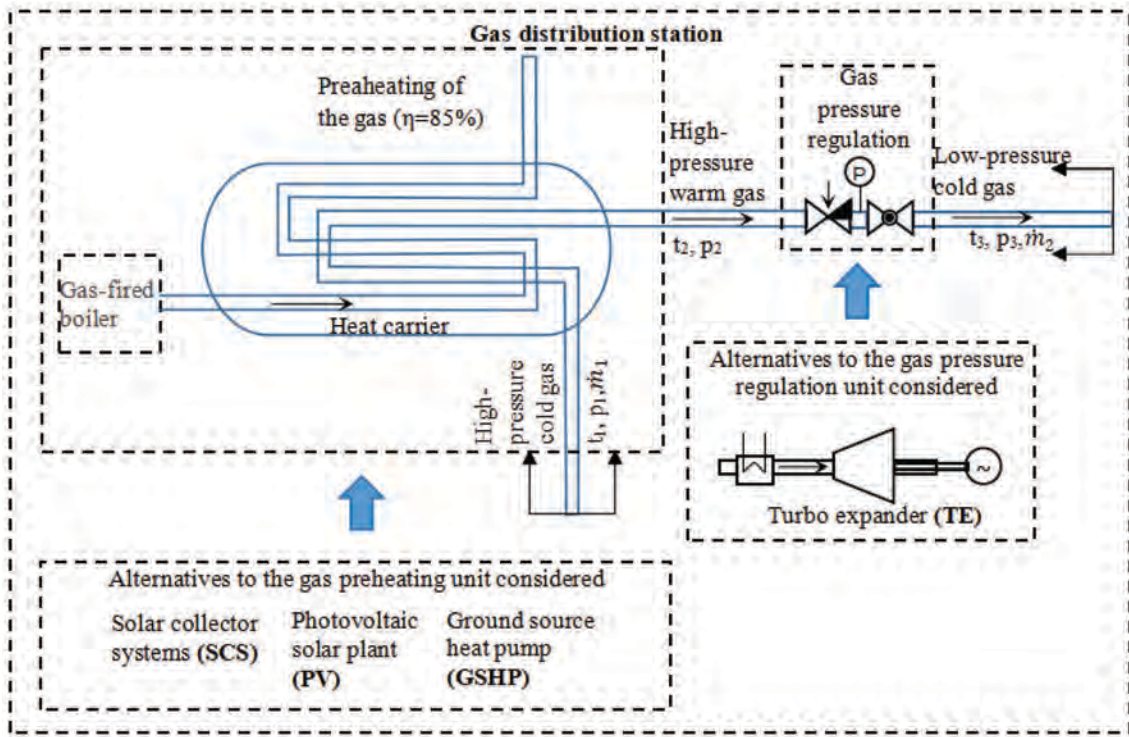 Gas distribution station
Preaheating of
the gas (η=85%)
Gas-fired
boiler
Heat carrier
High-
pressure
cold gas
t₁, p₁,ṁ₁
High-
pressure
warm gas
t₂, p₂
Gas
pressure
regulation
P
Low-pressure
cold gas
t₃, p₃,ṁ₂
Alternatives to the gas pressure
regulation unit considered
~
Turbo expander (TE)
Alternatives to the gas preheating unit considered
Solar collector
systems (SCS)
Photovoltaic
solar plant
(PV)
Ground source
heat pump
(GSHP)